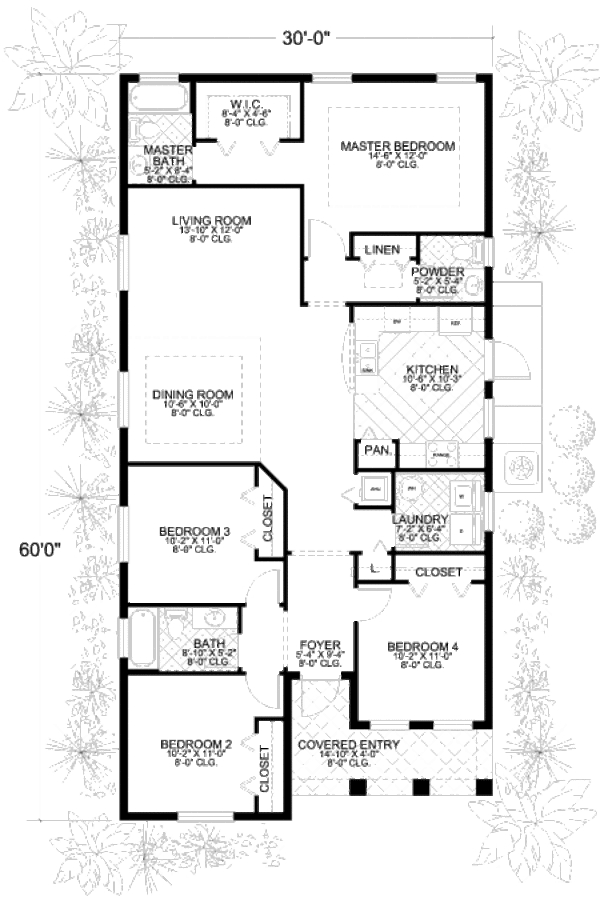 30'-0"
W.I.C.
8'-4" X 4'-6"
8'-0" CLG.
MASTER BEDROOM
14'-6" X 12'-0"
8'-0" CLG.
MASTER
BATH
5'-2" X 8'-4"
8'-0" CLG.
LIVING ROOM
13'-10" X 12'-0"
8'-0" CLG.
LINEN
POWDER
5'-2" X 5'-4"
8'-0" CLG.
DW
REF.
SINK
KITCHEN
10'-6" X 10'-3"
8'-0" CLG.
DINING ROOM
10'-6" X 10'-0"
8'-0" CLG.
PAN.
RANGE
AHU
WH
W
D
LAUNDRY
7'-2" X 6'-4"
8'-0" CLG.
BEDROOM 3
10'-2" X 11'-0"
8'-0" CLG.
CLOSET
60'0"
L.
CLOSET
BATH
8'-10" X 5'-2"
8'-0" CLG.
FOYER
5'-4" X 9'-4"
8'-0" CLG.
BEDROOM 4
10'-2" X 11'-0"
8'-0" CLG.
BEDROOM 2
10'-2" X 11'-0"
8'-0" CLG.
CLOSET
COVERED ENTRY
14'-10" X 4'-0"
8'-0" CLG.